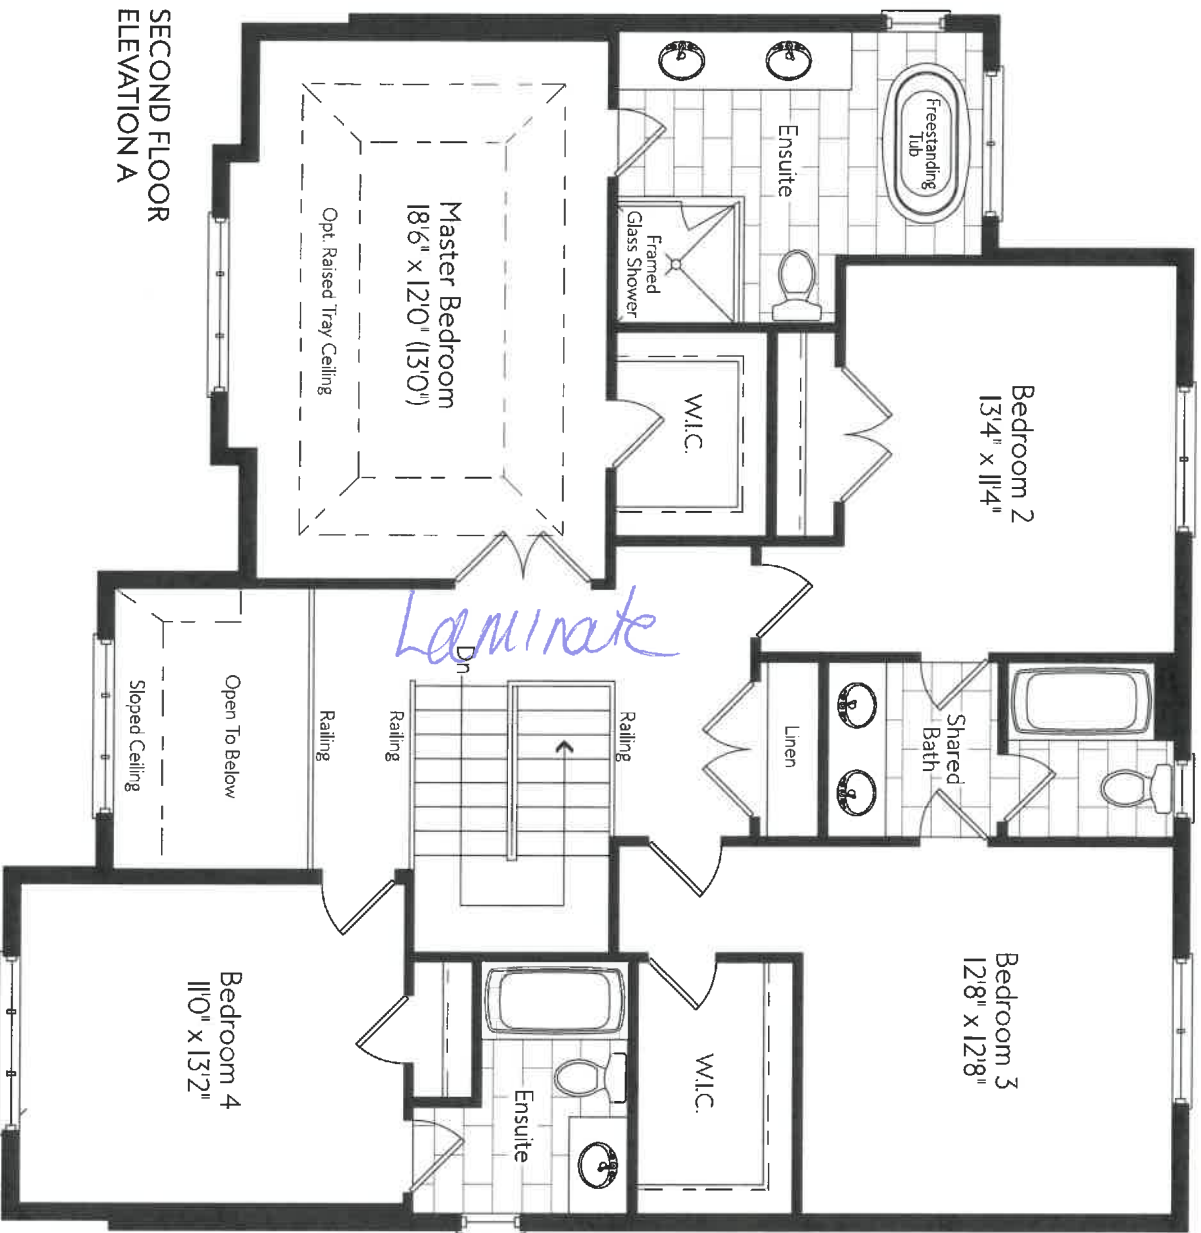 SECOND FLOOR
ELEVATION A
Freestanding
Tub
Ensuite
Framed
Glass Shower
Master Bedroom
18'6" x 12'0" (13'0")
Opt. Raised Tray Ceiling
W.I.C.
Bedroom 2
13'4" x 11'4"
Laminate
Dn
Railing
Linen
Shared
Bath
Railing
Railing
Open To Below
Sloped Ceiling
Bedroom 3
12'8" x 12'8"
W.I.C.
Ensuite
Bedroom 4
11'0" x 13'2"